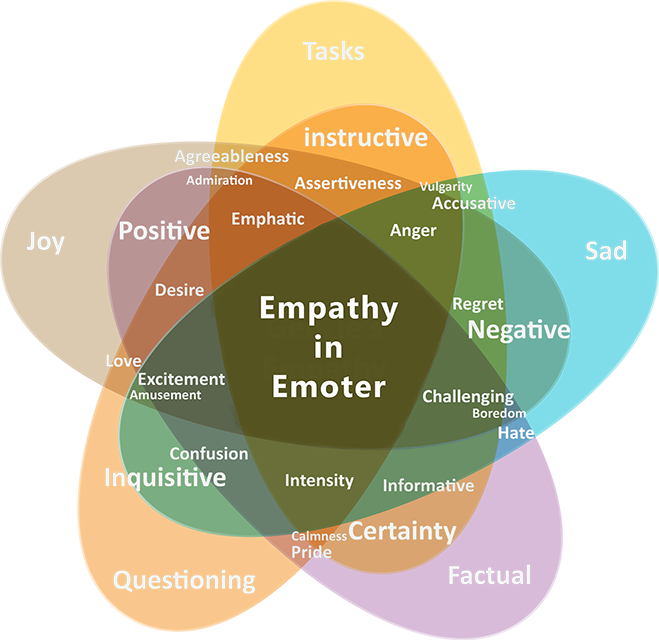 Tasks
instructive
Agreeableness
Admiration
Assertiveness
Vulgarity
Accusative
Emphatic
Positive
Anger
Joy
Sad
Desire
Regret
Negative
Empathy
in
Emoter
Love
Excitement
Amusement
Challenging
Boredom
Hate
Confusion
Inquisitive
Intensity
Informative
Calmness
Certainty
Pride
Questioning
Factual